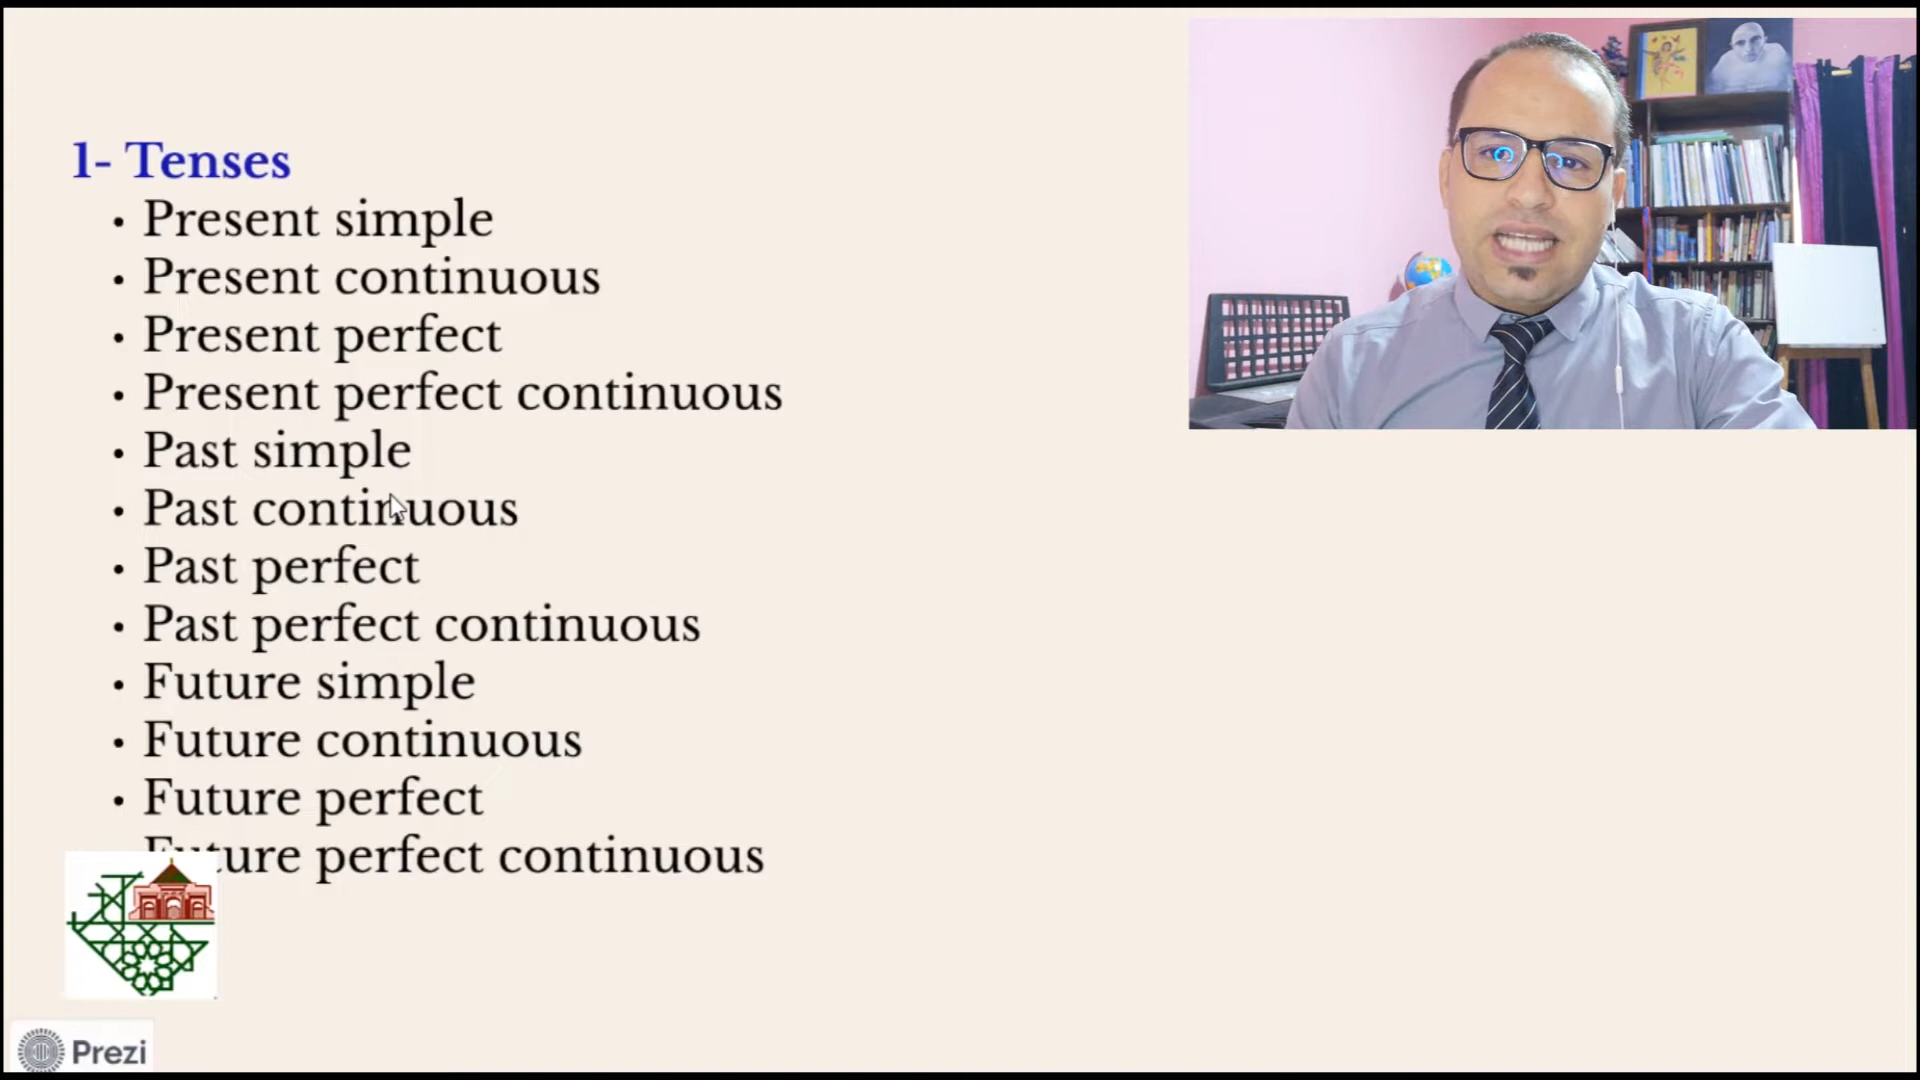 1- Tenses
• Present simple
• Present continuous
• Present perfect
• Present perfect continuous
• Past simple
• Past continuous
• Past perfect
• Past perfect continuous
• Future simple
• Future continuous
• Future perfect
Future perfect continuous
Prezi